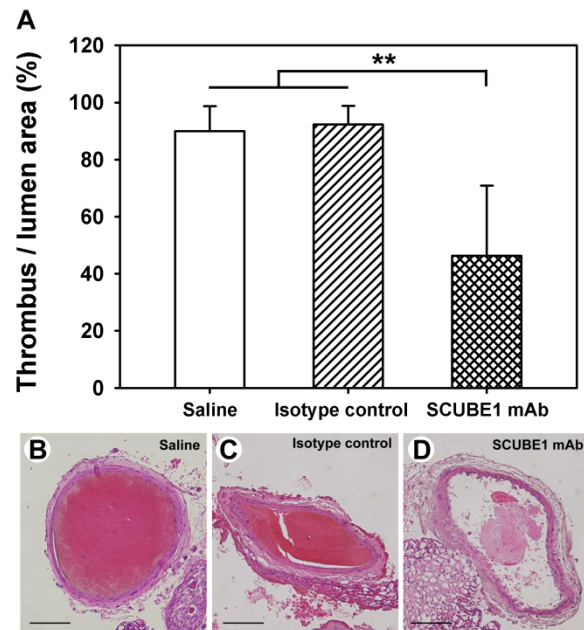 A
Thrombus / lumen area (%)
120
100
80
60
40
20
0
**
Saline
Isotype control
SCUBE1 mAb
B
Saline
C
Isotype control
D
SCUBE1 mAb